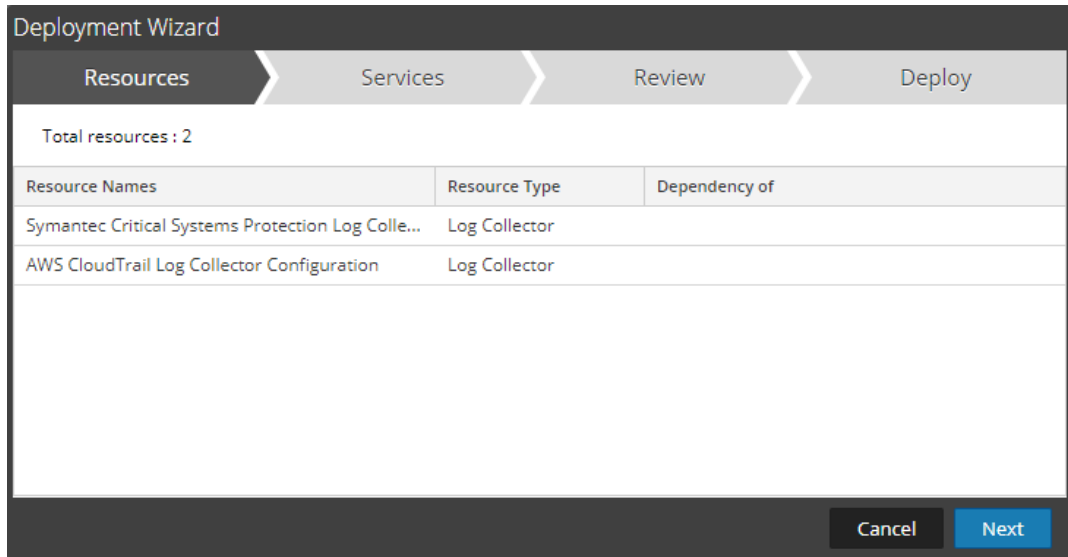 Deployment Wizard
Resources Services Review Deploy
Total resources : 2
Resource Names Resource Type Dependency of
Symantec Critical Systems Protection Log Colle... Log Collector
AWS CloudTrail Log Collector Configuration Log Collector
Cancel Next